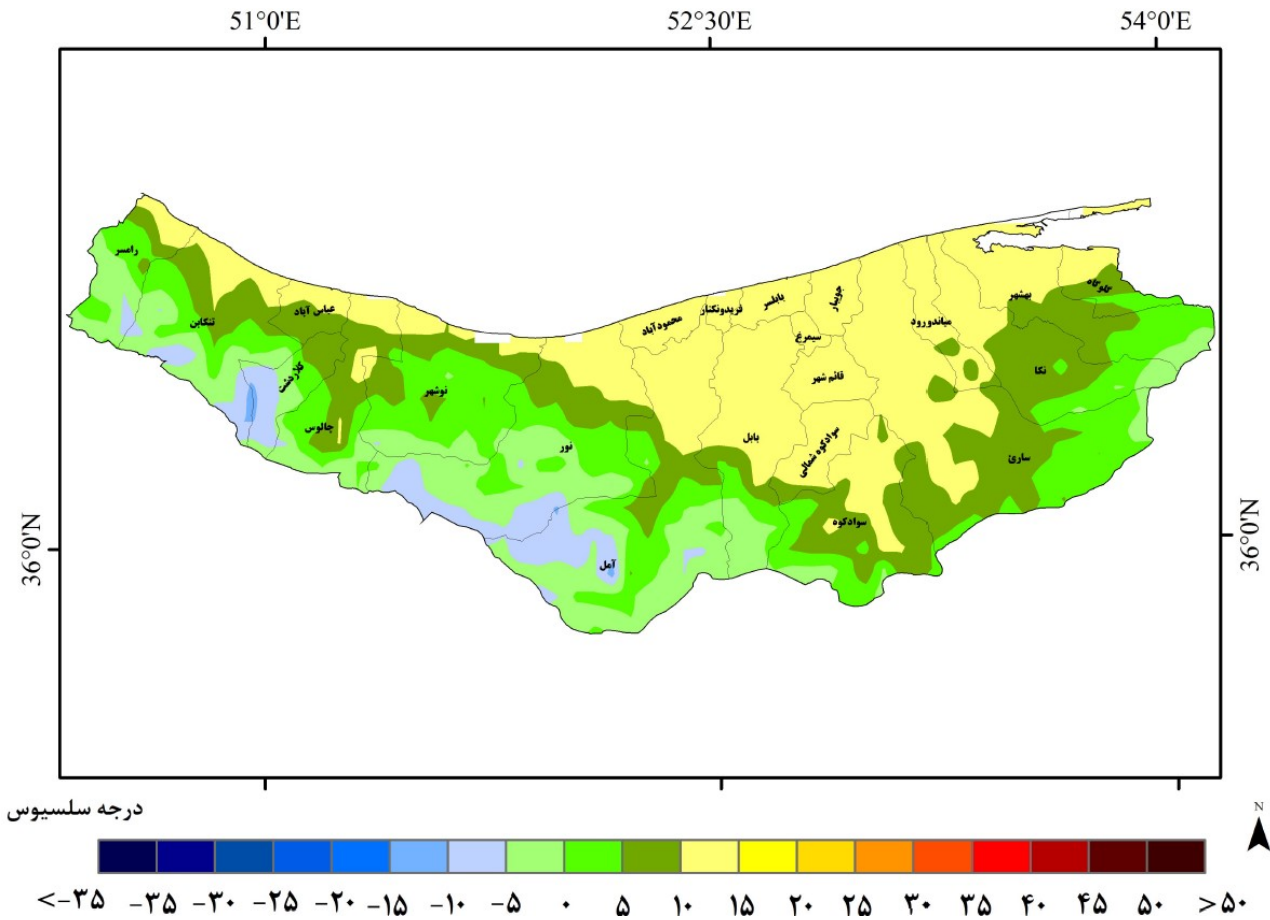 51°0'E 52°30'E 54°0'E
رامسر
تنکابن
عباس آباد
کلاردشت
چالوس
نوشهر
نور
آمل
محمودآباد
فریدونکنار
بابلسر
جویبار
سیمرغ
قائم شهر
بابل
سوادکوه شمالی
سوادکوه
میاندورود
بهشهر
گلوگاه
نکا
ساری
36°0'N 36°0'N
درجه سلسیوس
N
<-۳۵ -۳۵ -۳۰ -۲۵ -۲۰ -۱۵ -۱۰ -۵ ۰ ۵ ۱۰ ۱۵ ۲۰ ۲۵ ۳۰ ۳۵ ۴۰ ۴۵ ۵۰ >۵۰